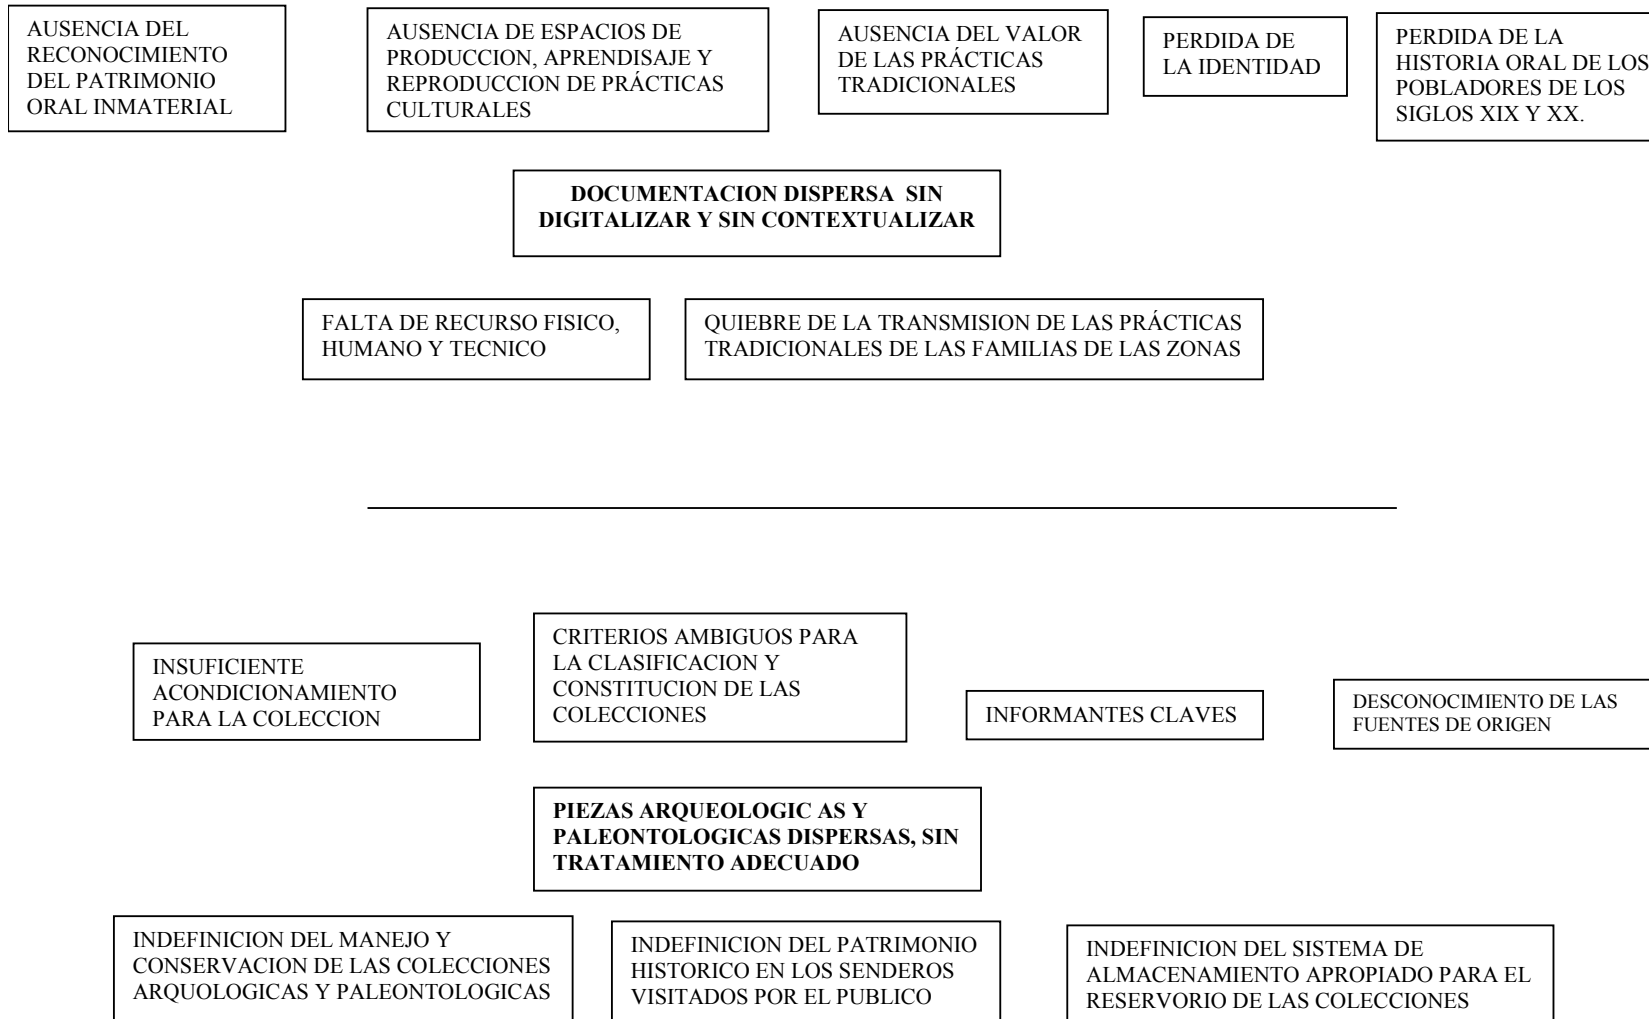 AUSENCIA DEL
RECONOCIMIENTO
DEL PATRIMONIO
ORAL INMATERIAL
AUSENCIA DE ESPACIOS DE
PRODUCCION, APRENDISAJE Y
REPRODUCCION DE PRÁCTICAS
CULTURALES
AUSENCIA DEL VALOR
DE LAS PRÁCTICAS
TRADICIONALES
PERDIDA DE
LA IDENTIDAD
PERDIDA DE LA
HISTORIA ORAL DE LOS
POBLADORES DE LOS
SIGLOS XIX Y XX.
DOCUMENTACION DISPERSA SIN
DIGITALIZAR Y SIN CONTEXTUALIZAR
FALTA DE RECURSO FISICO,
HUMANO Y TECNICO
QUIEBRE DE LA TRANSMISION DE LAS PRÁCTICAS
TRADICIONALES DE LAS FAMILIAS DE LAS ZONAS
INSUFICIENTE
ACONDICIONAMIENTO
PARA LA COLECCION
CRITERIOS AMBIGUOS PARA
LA CLASIFICACION Y
CONSTITUCION DE LAS
COLECCIONES
INFORMANTES CLAVES
DESCONOCIMIENTO DE LAS
FUENTES DE ORIGEN
PIEZAS ARQUEOLOGIC AS Y
PALEONTOLOGICAS DISPERSAS, SIN
TRATAMIENTO ADECUADO
INDEFINICION DEL MANEJO Y
CONSERVACION DE LAS COLECCIONES
ARQUOLOGICAS Y PALEONTOLOGICAS
INDEFINICION DEL PATRIMONIO
HISTORICO EN LOS SENDEROS
VISITADOS POR EL PUBLICO
INDEFINICION DEL SISTEMA DE
ALMACENAMIENTO APROPIADO PARA EL
RESERVORIO DE LAS COLECCIONES